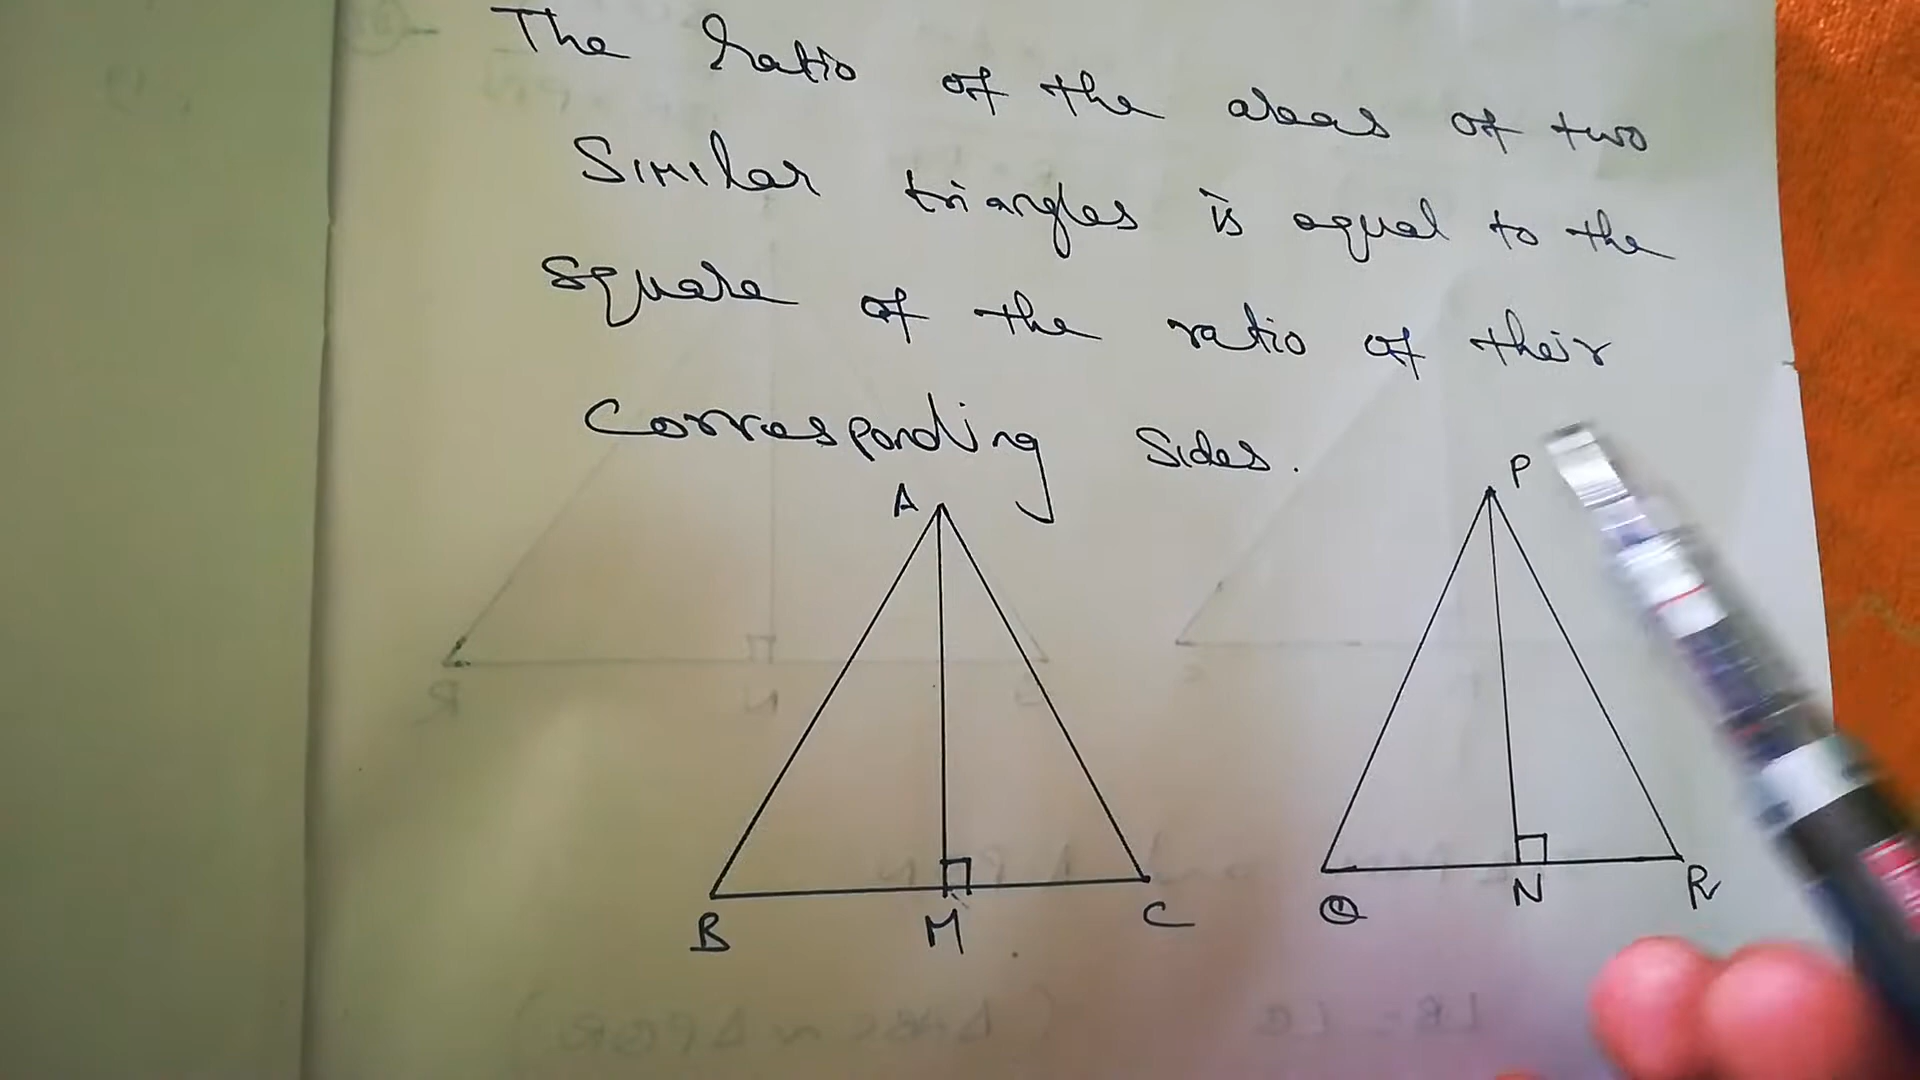 The ratio of the areas of two
Similar triangles is equal to the
square of the ratio of their
Corresponding Sides.
A
P
B
M
C
Q
N
R